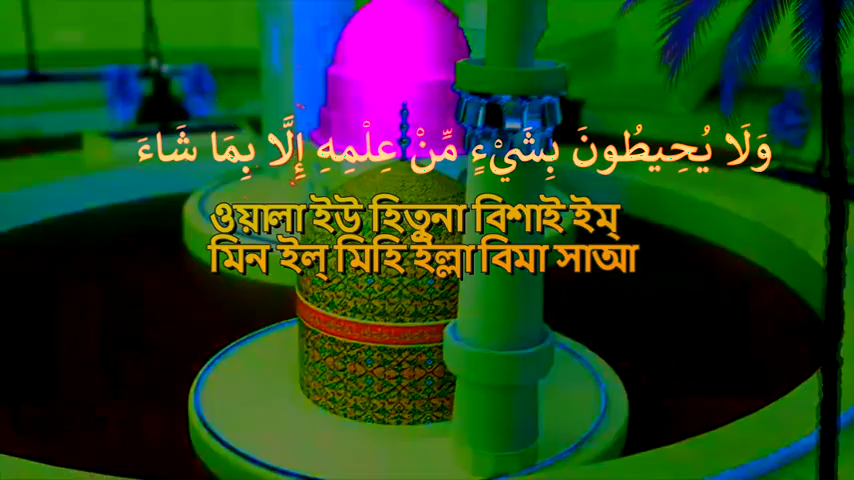 وَلَا يُحِيطُونَ بِشَيْءٍ مِّنْ عِلْمِهِ إِلَّا بِمَا شَاءَ
ওয়ালা ইউ হিতুনা বিশাই ইম্
মিন ইল্ মিহি ইল্লা বিমা সাআ